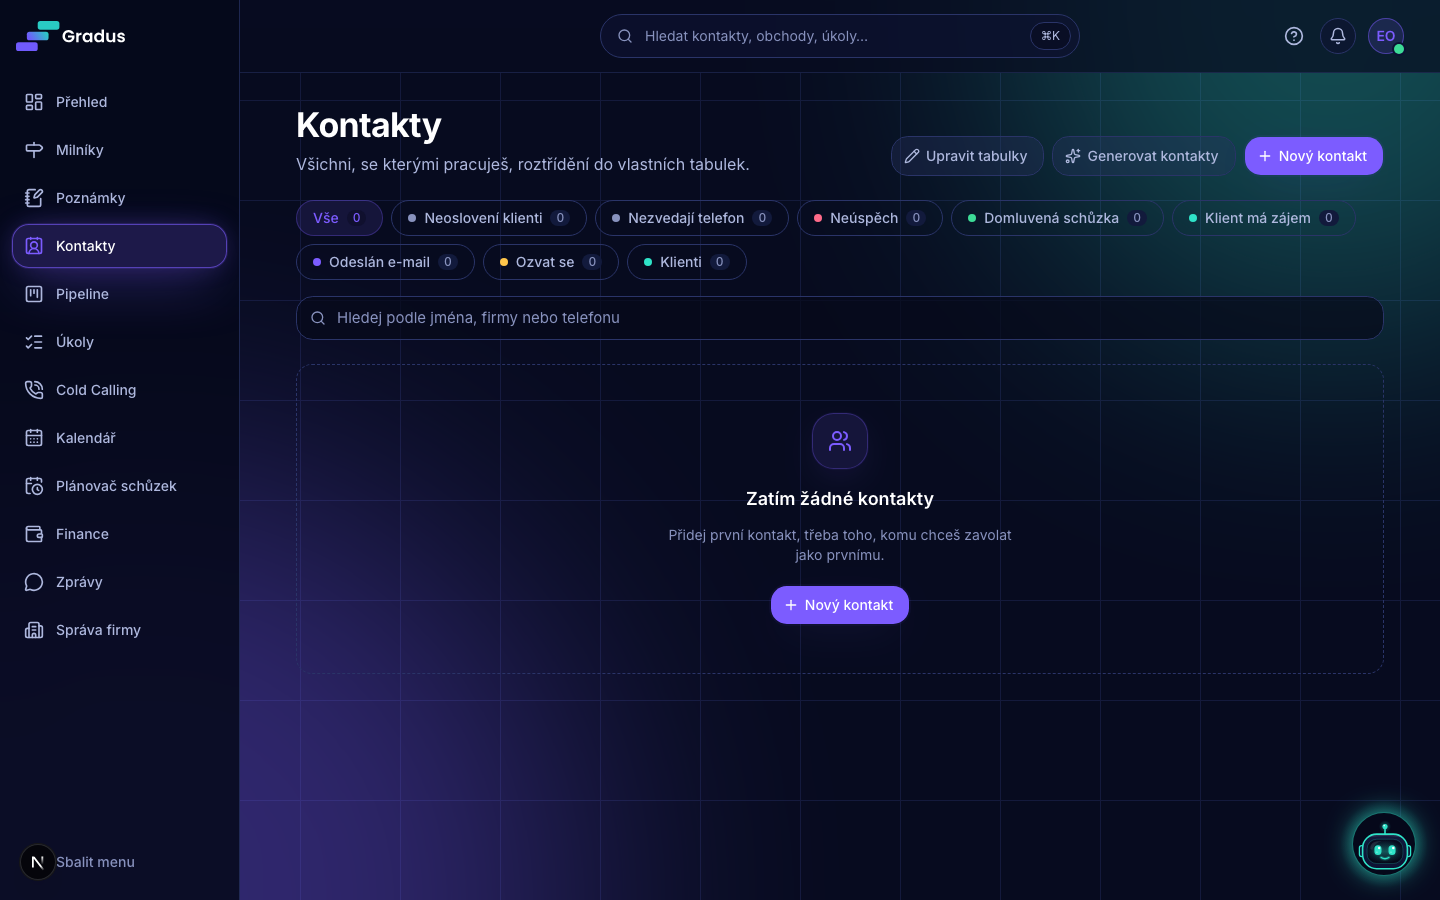 Gradus
Hledat kontakty, obchody, úkoly...
⌘K
EO
Přehled
Milníky
Poznámky
Kontakty
Pipeline
Úkoly
Cold Calling
Kalendář
Plánovač schůzek
Finance
Zprávy
Správa firmy
N
Sbalit menu
Kontakty
Všichni, se kterými pracuješ, roztřídění do vlastních tabulek.
Upravit tabulky
Generovat kontakty
Nový kontakt
Vše 0
Neoslovení klienti 0
Nezvedají telefon 0
Neúspěch 0
Domluvená schůzka 0
Klient má zájem 0
Odeslán e-mail 0
Ozvat se 0
Klienti 0
Hledej podle jména, firmy nebo telefonu
Zatím žádné kontakty
Přidej první kontakt, třeba toho, komu chceš zavolat
jako prvnímu.
Nový kontakt